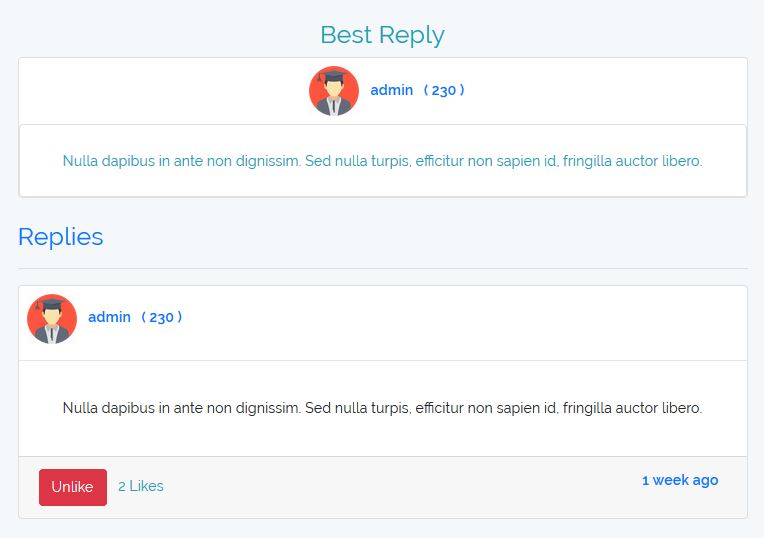 Best Reply
admin ( 230 )
Nulla dapibus in ante non dignissim. Sed nulla turpis, efficitur non sapien id, fringilla auctor libero.
Replies
admin ( 230 )
Nulla dapibus in ante non dignissim. Sed nulla turpis, efficitur non sapien id, fringilla auctor libero.
Unlike 2 Likes 1 week ago